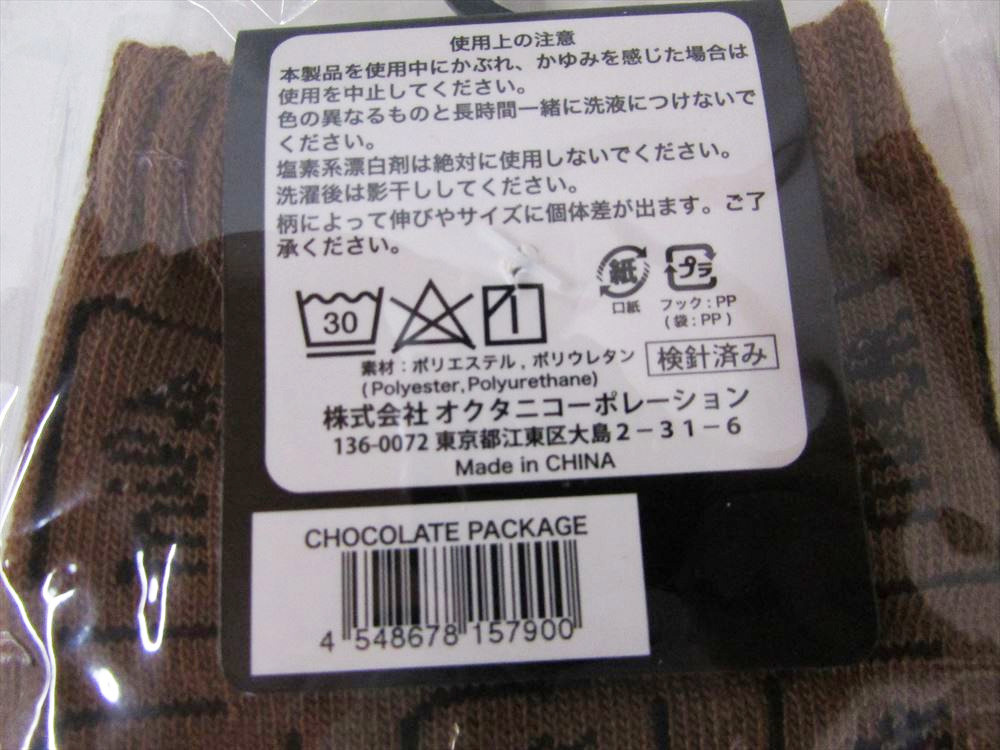 使用上の注意
本製品を使用中にかぶれ、かゆみを感じた場合は
使用を中止してください。
色の異なるものと長時間一緒に洗液につけないで
ください。
塩素系漂白剤は絶対に使用しないでください。
洗濯後は影干ししてください。
柄によって伸びやサイズに個体差が出ます。ご了
承ください。
30
紙
口紙
プラ
フック:PP
(袋:PP)
素材:ポリエステル,ポリウレタン
(Polyester,Polyurethane)
検針済み
株式会社オクタニコーポレーション
136-0072 東京都江東区大島2-31-6
Made in CHINA
CHOCOLATE PACKAGE
4 548678 157900